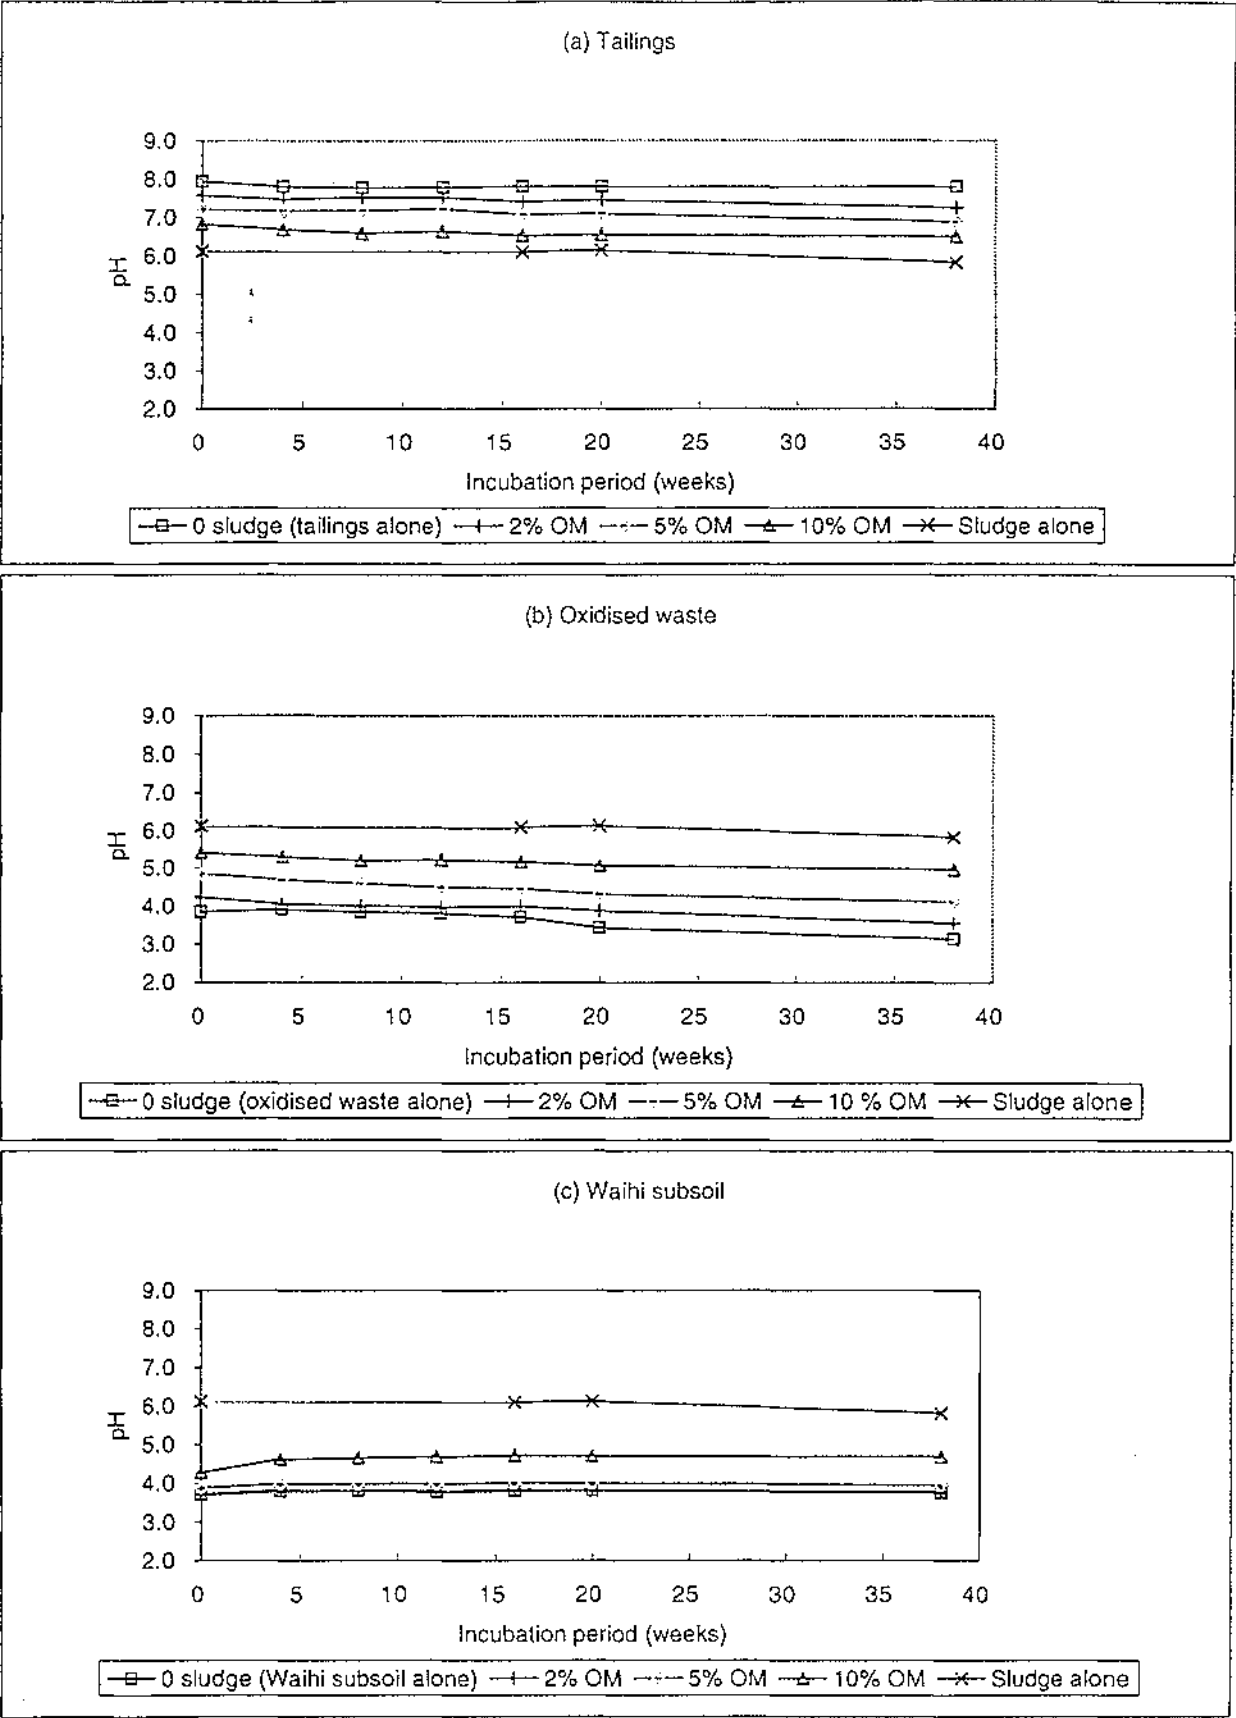 (a) Tailings
9.0
8.0
7.0
6.0
5.0
4.0
3.0
2.0
pH
0 5 10 15 20 25 30 35 40
Incubation period (weeks)
0 sludge (tailings alone) 2% OM 5% OM 10% OM Sludge alone
(b) Oxidised waste
9.0
8.0
7.0
6.0
5.0
4.0
3.0
2.0
pH
0 5 10 15 20 25 30 35 40
Incubation period (weeks)
0 sludge (oxidised waste alone) 2% OM 5% OM 10 % OM Sludge alone
(c) Waihi subsoil
9.0
8.0
7.0
6.0
5.0
4.0
3.0
2.0
pH
0 5 10 15 20 25 30 35 40
Incubation period (weeks)
0 sludge (Waihi subsoil alone) 2% OM 5% OM 10% OM Sludge alone